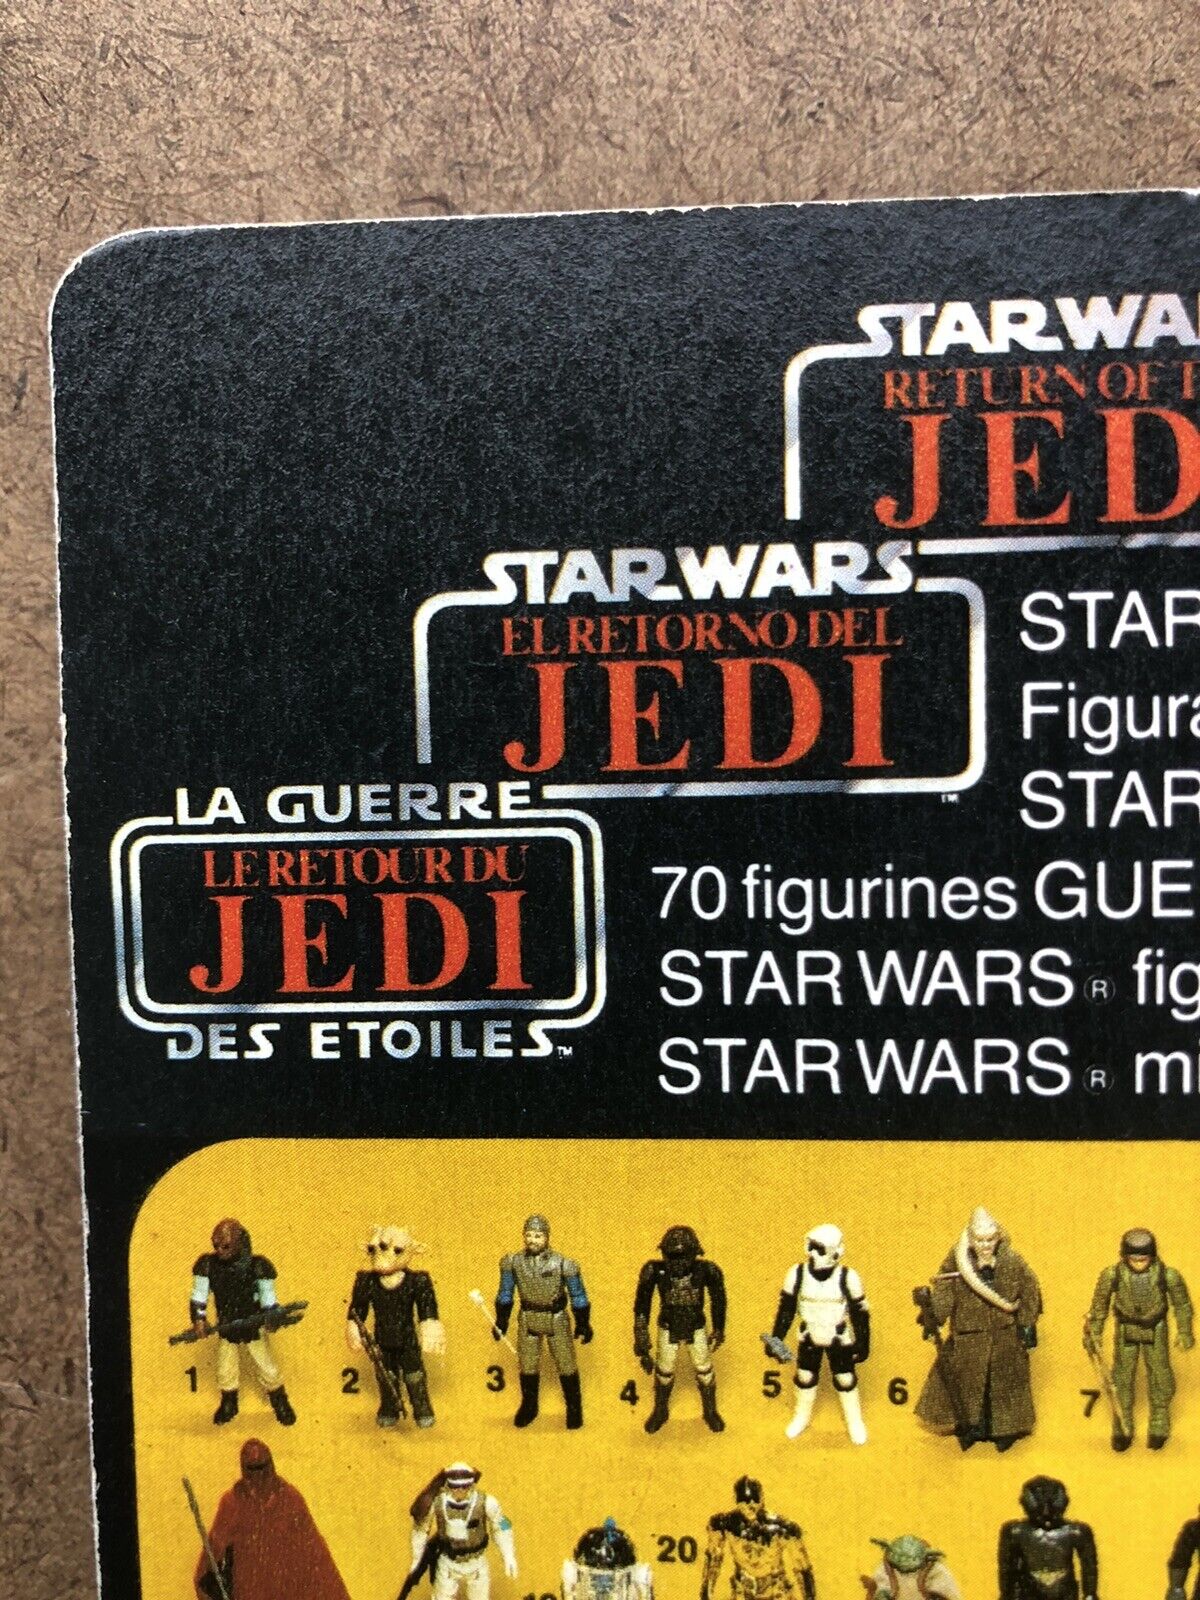 STAR WA
RETURN OF T
JED
STAR WARS
EL RETORNO DEL
JEDI
TM
LA GUERRE
LE RETOUR DU
JEDI
DES ETOILES TM
STAR
Figura
STAR
70 figurines GUE
STAR WARS ® fig
STAR WARS ® mi
1 2 3 4 5 6 7
20